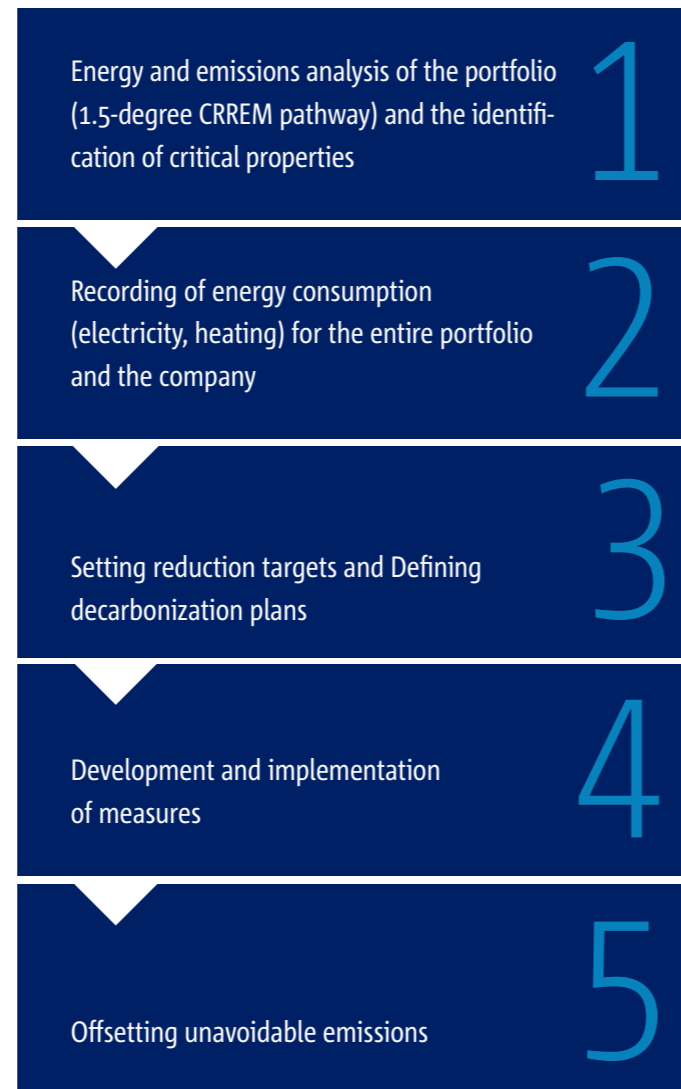 Energy and emissions analysis of the portfolio
(1.5-degree CRREM pathway) and the identifi-
cation of critical properties
1
Recording of energy consumption
(electricity, heating) for the entire portfolio
and the company
2
Setting reduction targets and Defining
decarbonization plans
3
Development and implementation
of measures
4
Offsetting unavoidable emissions
5